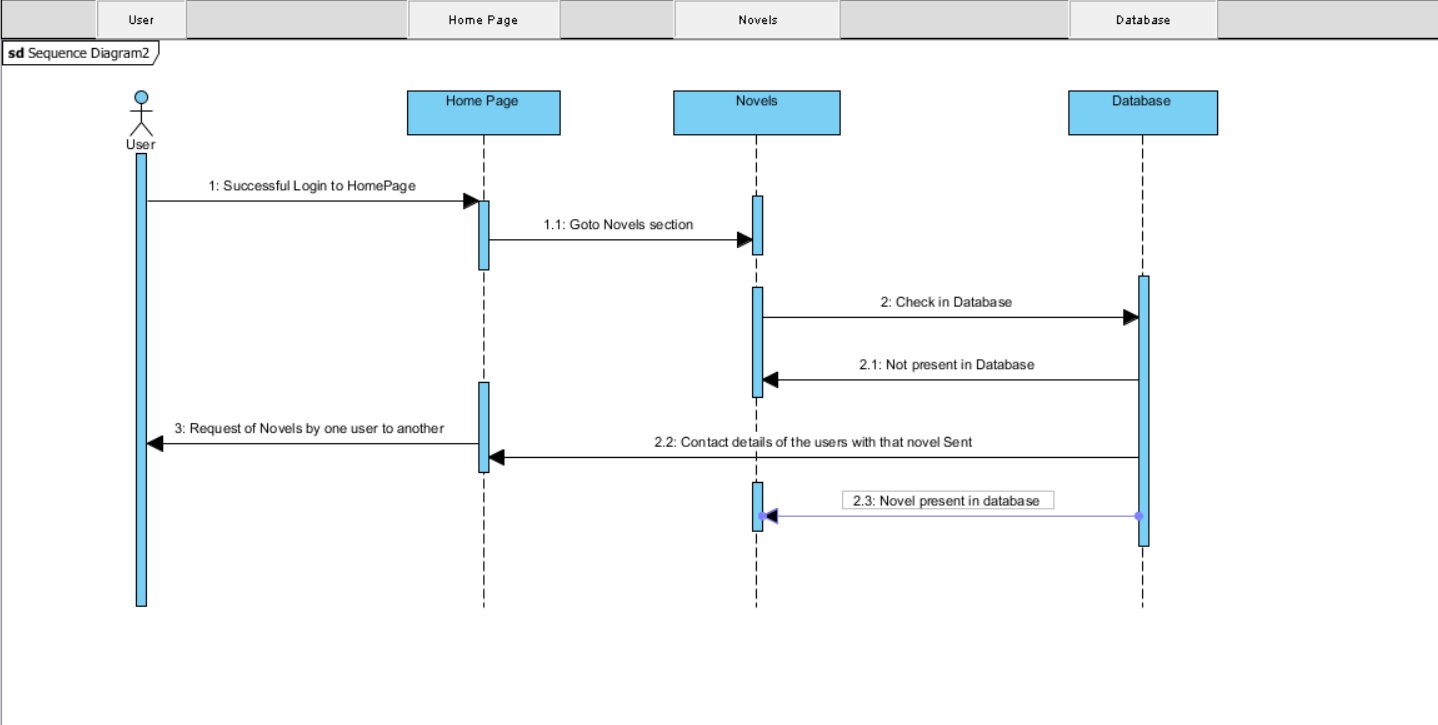 User
Home Page
Novels
Database
sd Sequence Diagram2
Home Page
Novels
Database
User
1: Successful Login to HomePage
1.1: Goto Novels section
2: Check in Database
2.1: Not present in Database
3: Request of Novels by one user to another
2.2: Contact details of the users with that novel Sent
2.3: Novel present in database